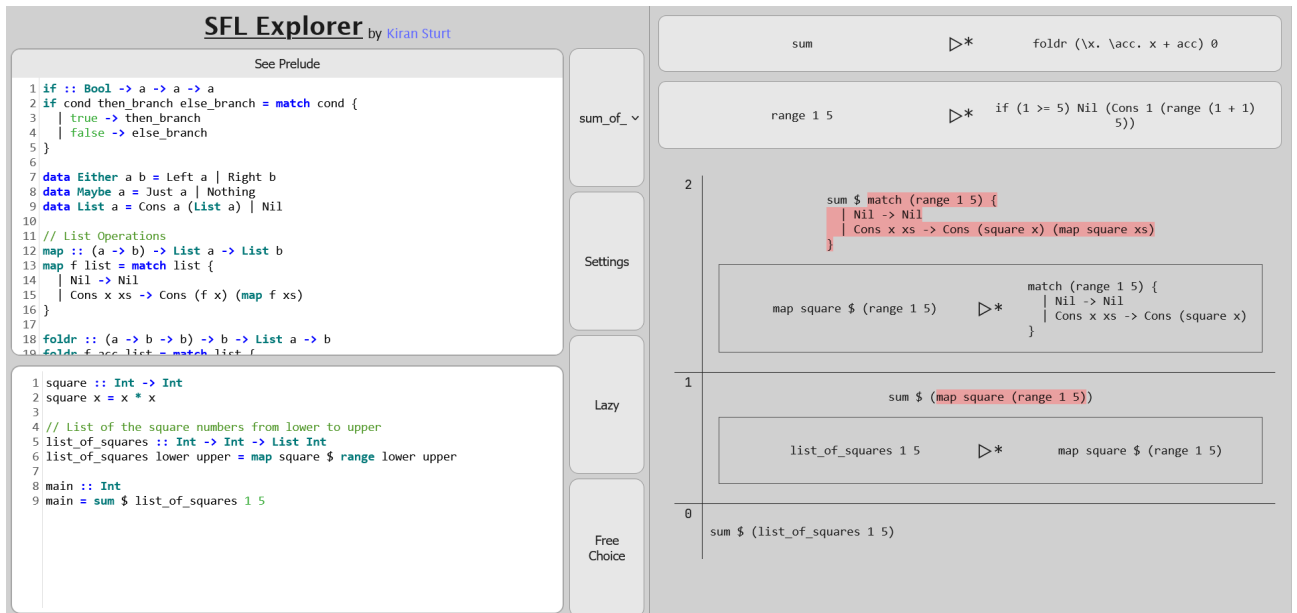 SFL Explorer by Kiran Sturt
See Prelude
1 if :: Bool -> a -> a -> a
2 if cond then_branch else_branch = match cond {
3   | true -> then_branch
4   | false -> else_branch
5 }
6
7 data Either a b = Left a | Right b
8 data Maybe a = Just a | Nothing
9 data List a = Cons a (List a) | Nil
10
11 // List Operations
12 map :: (a -> b) -> List a -> List b
13 map f list = match list {
14   | Nil -> Nil
15   | Cons x xs -> Cons (f x) (map f xs)
16 }
17
18 foldr :: (a -> b -> b) -> b -> List a -> b
19 foldr f acc list = match list {
1 square :: Int -> Int
2 square x = x * x
3
4 // List of the square numbers from lower to upper
5 list_of_squares :: Int -> Int -> List Int
6 list_of_squares lower upper = map square $ range lower upper
7
8 main :: Int
9 main = sum $ list_of_squares 1 5
sum_of_
Settings
Lazy
Free
Choice
sum ▷* foldr (\x. \acc. x + acc) 0
range 1 5 ▷* if (1 >= 5) Nil (Cons 1 (range (1 + 1)
5))
2
sum $ match (range 1 5) {
  | Nil -> Nil
  | Cons x xs -> Cons (square x) (map square xs)
}
map square $ (range 1 5) ▷* match (range 1 5) {
  | Nil -> Nil
  | Cons x xs -> Cons (square x)
}
1
sum $ (map square (range 1 5))
list_of_squares 1 5 ▷* map square $ (range 1 5)
0
sum $ (list_of_squares 1 5)